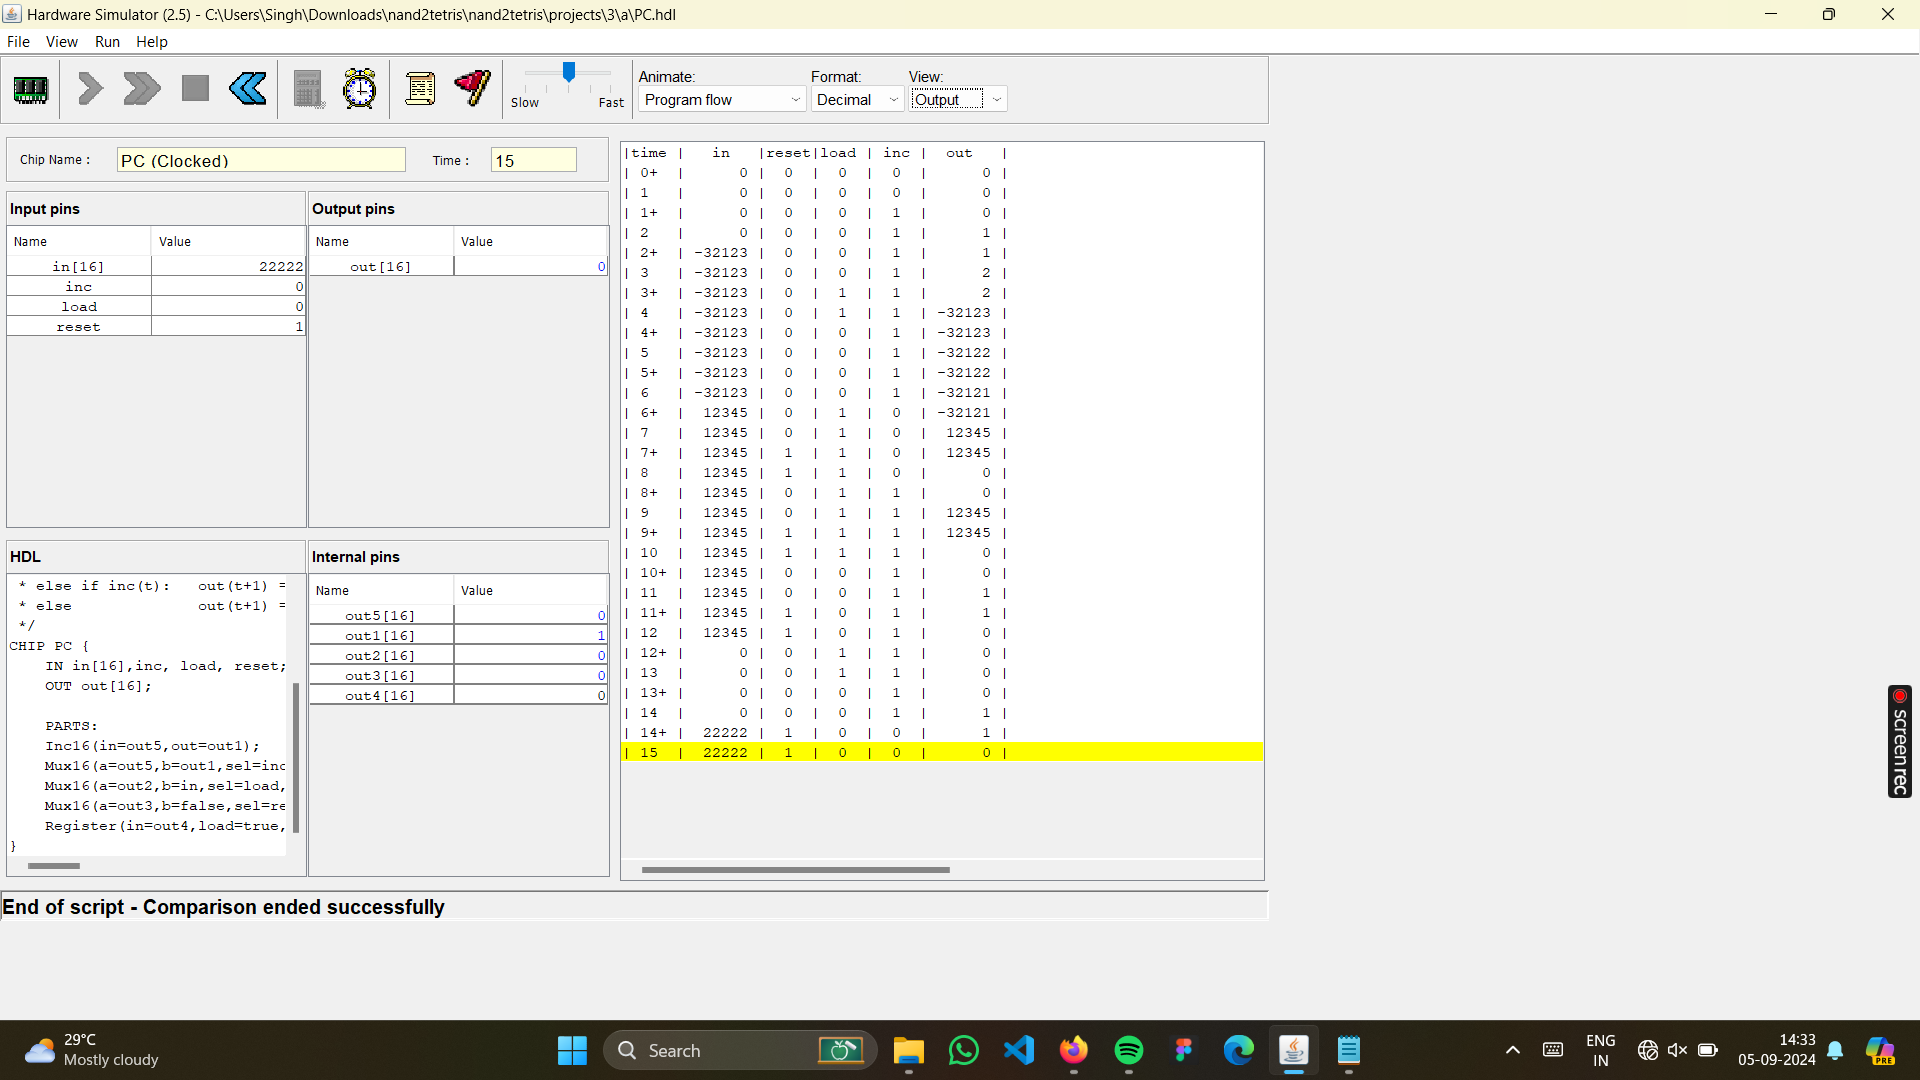 Hardware Simulator (2.5) - C:\Users\Singh\Downloads\nand2tetris\nand2tetris\projects\3\a\PC.hdl
File View Run Help
Slow Fast
Animate: Format: View:
Program flow Decimal Output
Chip Name : PC (Clocked) Time : 15
Input pins
Name Value
in[16] 22222
inc 0
load 0
reset 1
Output pins
Name Value
out[16] 0
HDL
* else if inc(t): out(t+1) =
* else out(t+1) =
*/
CHIP PC {
IN in[16],inc, load, reset;
OUT out[16];
PARTS:
Inc16(in=out5,out=out1);
Mux16(a=out5,b=out1,sel=inc
Mux16(a=out2,b=in,sel=load,
Mux16(a=out3,b=false,sel=re
Register(in=out4,load=true,
}
Internal pins
Name Value
out5[16] 0
out1[16] 1
out2[16] 0
out3[16] 0
out4[16] 0
|time | in |reset|load | inc | out |
| 0+ | 0 | 0 | 0 | 0 | 0 |
| 1 | 0 | 0 | 0 | 0 | 0 |
| 1+ | 0 | 0 | 0 | 1 | 0 |
| 2 | 0 | 0 | 0 | 1 | 1 |
| 2+ | -32123 | 0 | 0 | 1 | 1 |
| 3 | -32123 | 0 | 0 | 1 | 2 |
| 3+ | -32123 | 0 | 1 | 1 | 2 |
| 4 | -32123 | 0 | 1 | 1 | -32123 |
| 4+ | -32123 | 0 | 0 | 1 | -32123 |
| 5 | -32123 | 0 | 0 | 1 | -32122 |
| 5+ | -32123 | 0 | 0 | 1 | -32122 |
| 6 | -32123 | 0 | 0 | 1 | -32121 |
| 6+ | 12345 | 0 | 1 | 0 | -32121 |
| 7 | 12345 | 0 | 1 | 0 | 12345 |
| 7+ | 12345 | 1 | 1 | 0 | 12345 |
| 8 | 12345 | 1 | 1 | 0 | 0 |
| 8+ | 12345 | 0 | 1 | 1 | 0 |
| 9 | 12345 | 0 | 1 | 1 | 12345 |
| 9+ | 12345 | 1 | 1 | 1 | 12345 |
| 10 | 12345 | 1 | 1 | 1 | 0 |
| 10+ | 12345 | 0 | 0 | 1 | 0 |
| 11 | 12345 | 0 | 0 | 1 | 1 |
| 11+ | 12345 | 1 | 0 | 1 | 1 |
| 12 | 12345 | 1 | 0 | 1 | 0 |
| 12+ | 0 | 0 | 1 | 1 | 0 |
| 13 | 0 | 0 | 1 | 1 | 0 |
| 13+ | 0 | 0 | 0 | 1 | 0 |
| 14 | 0 | 0 | 0 | 1 | 1 |
| 14+ | 22222 | 1 | 0 | 0 | 1 |
| 15 | 22222 | 1 | 0 | 0 | 0 |
End of script - Comparison ended successfully
screenrec
29°C
Mostly cloudy
Search
ENG
IN
14:33
05-09-2024
PRE